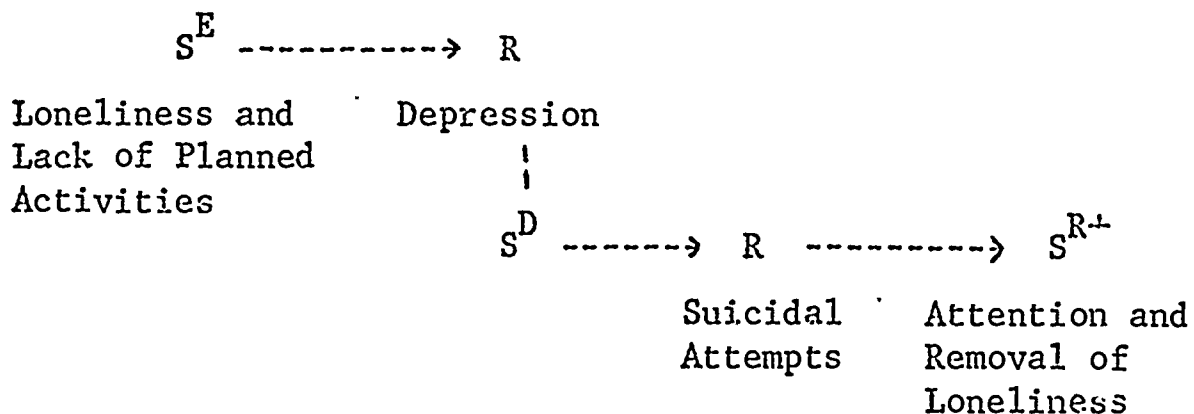 S^E -----------> R
Loneliness and Depression
Lack of Planned
Activities
S^D -------> R ----------> S^R+
Suicidal Attention and
Attempts Removal of
Loneliness